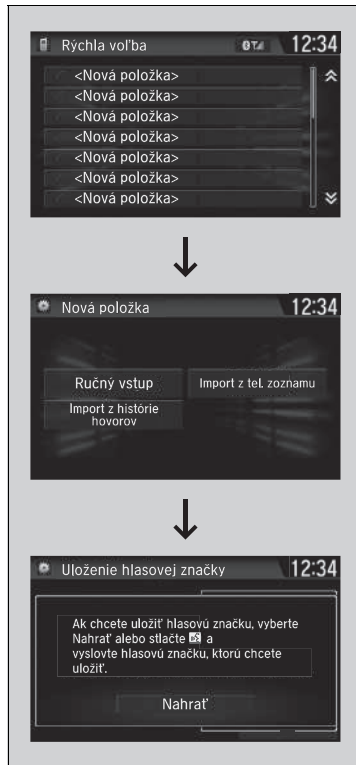 Rýchla voľba 12:34
<Nová položka>
<Nová položka>
<Nová položka>
<Nová položka>
<Nová položka>
<Nová položka>
<Nová položka>
Nová položka 12:34
Ručný vstup Import z tel. zoznamu
Import z histórie
hovorov
Uloženie hlasovej značky 12:34
Ak chcete uložiť hlasovú značku, vyberte
Nahrať alebo stlačte a
vyslovte hlasovú značku, ktorú chcete
uložiť.
Nahrať